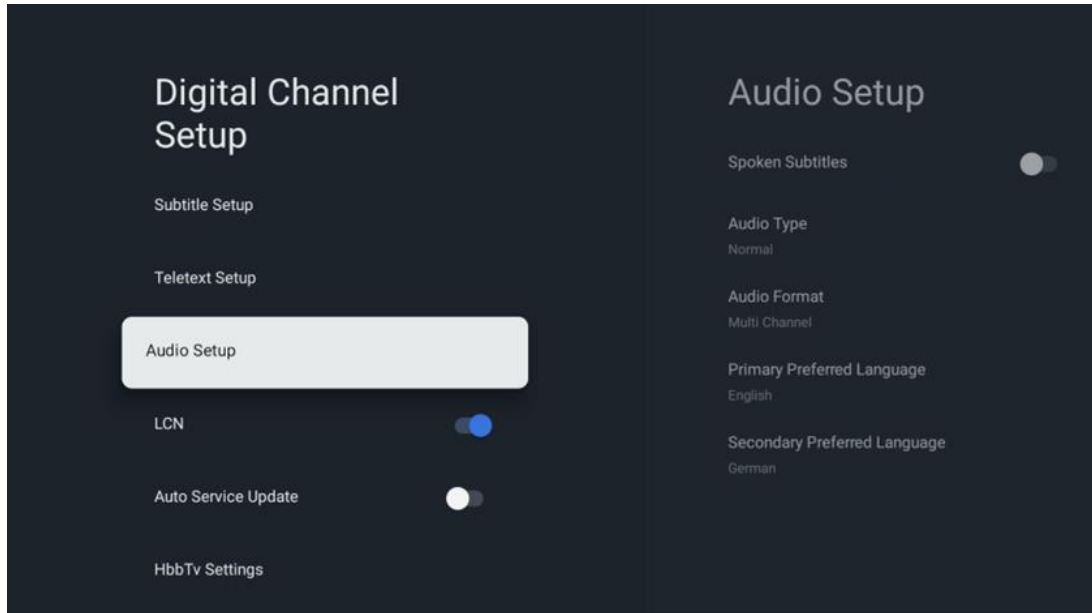 Digital Channel
Setup
Subtitle Setup
Teletext Setup
Audio Setup
LCN
Auto Service Update
HbbTv Settings
Audio Setup
Spoken Subtitles
Audio Type
Normal
Audio Format
Multi Channel
Primary Preferred Language
English
Secondary Preferred Language
German